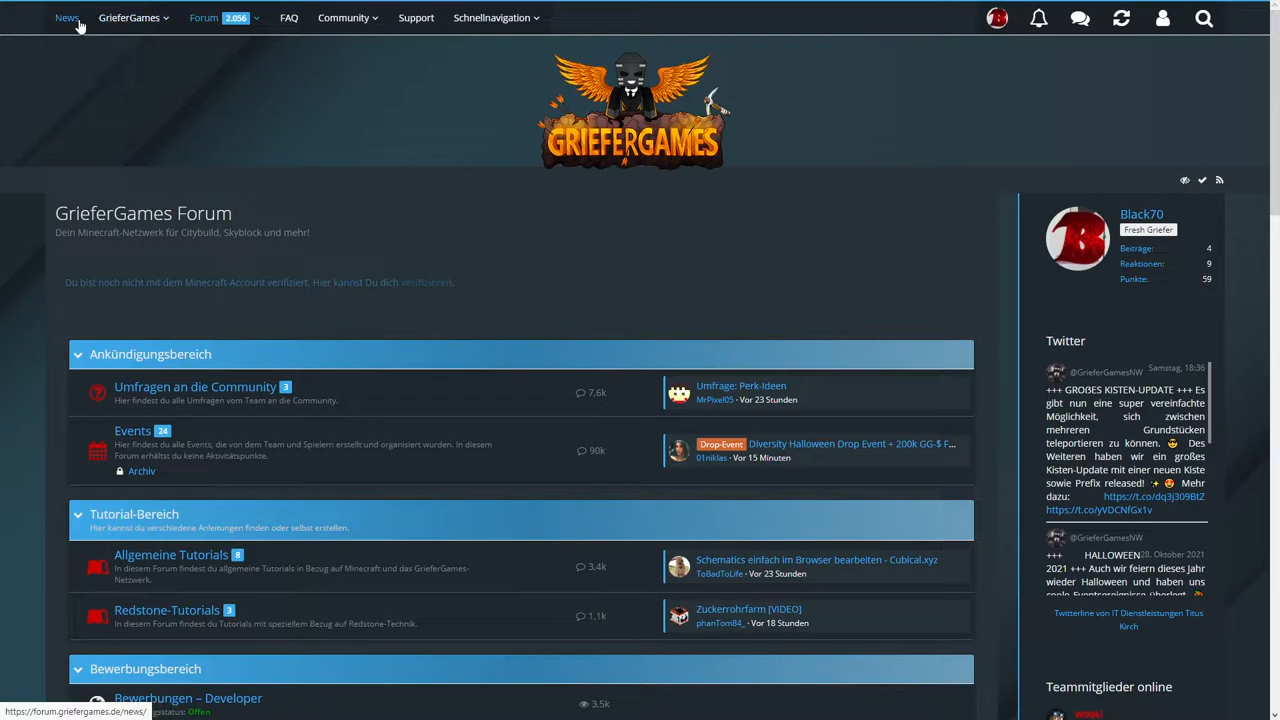 News GrieferGames Forum 2.056 FAQ Community Support Schnellnavigation
GRIEFERGAMES
GrieferGames Forum
Dein Minecraft-Netzwerk für Citybuild, Skyblock und mehr!
Du bist noch nicht mit dem Minecraft-Account verifiziert. Hier kannst Du dich verifizieren.
Ankündigungsbereich
Umfragen an die Community 3
Hier findest du alle Umfragen vom Team an die Community.
7,6k
Umfrage: Perk-Ideen
MrPixel05 · Vor 23 Stunden
Events 24
Hier findest du alle Events, die von dem Team und Spielern erstellt und organisiert wurden. In diesem
Forum erhältst du keine Aktivitätspunkte.
Archiv
90k
Drop-Event Diversity Halloween Drop Event + 200k GG-$ F...
01niklas · Vor 15 Minuten
Tutorial-Bereich
Hier kannst du verschiedene Anleitungen finden oder selbst erstellen.
Allgemeine Tutorials 8
In diesem Forum findest du allgemeine Tutorials in Bezug auf Minecraft und das GrieferGames-
Netzwerk.
3,4k
Schematics einfach im Browser bearbeiten - Cubical.xyz
ToBadToLife · Vor 23 Stunden
Redstone-Tutorials 3
In diesem Forum findest du Tutorials mit speziellem Bezug auf Redstone-Technik.
1,1k
Zuckerrohrfarm [VIDEO]
phanTom84_ · Vor 18 Stunden
Bewerbungsbereich
Bewerbungen – Developer
gsstatus: Offen
3,5k
https://forum.griefergames.de/news/
Black70
Fresh Griefer
Beiträge: 4
Reaktionen: 9
Punkte: 59
Twitter
@GrieferGamesNW Samstag, 18:36
+++ GROẞES KISTEN-UPDATE +++ Es
gibt nun eine super vereinfachte
Möglichkeit, sich zwischen
mehreren Grundstücken
teleportieren zu können. 😎 Des
Weiteren haben wir ein großes
Kisten-Update mit einer neuen Kiste
sowie Prefix released! ✨ 😍 Mehr
dazu: https://t.co/dq3j309BtZ
https://t.co/yVDCNfGx1v
@GrieferGamesNW
28. Oktober 2021
+++ HALLOWEEN
2021 +++ Auch wir feiern dieses Jahr
wieder Halloween und haben uns
coole Eventsereignisse überlegt.
Twitterline von IT Dienstleistungen Titus
Kirch
Teammitglieder online
wookl